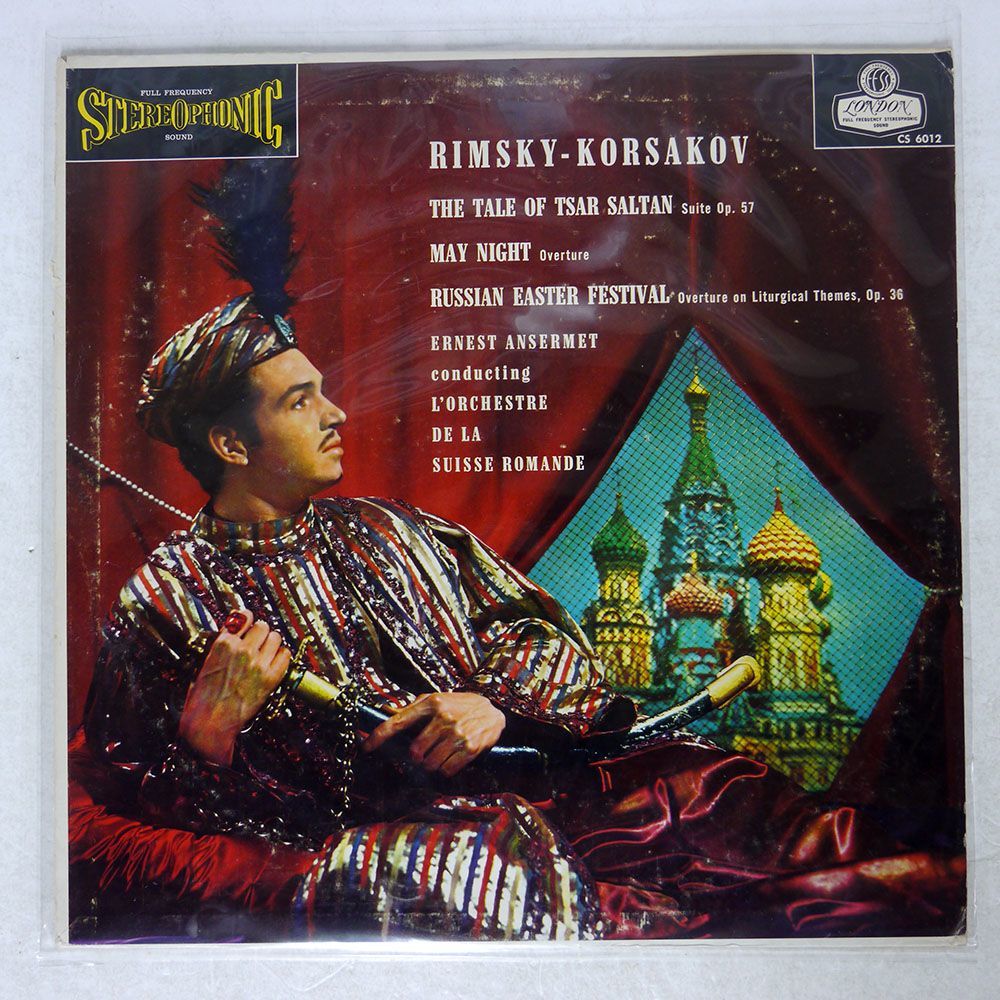 FULL FREQUENCY
STEREOPHONIC
SOUND
FFSS
LONDON
FULL FREQUENCY STEREOPHONIC
SOUND
CS 6012
RIMSKY-KORSAKOV
THE TALE OF TSAR SALTAN Suite Op. 57
MAY NIGHT Overture
RUSSIAN EASTER FESTIVAL Overture on Liturgical Themes, Op. 36
ERNEST ANSERMET
conducting
L'ORCHESTRE
DE LA
SUISSE ROMANDE